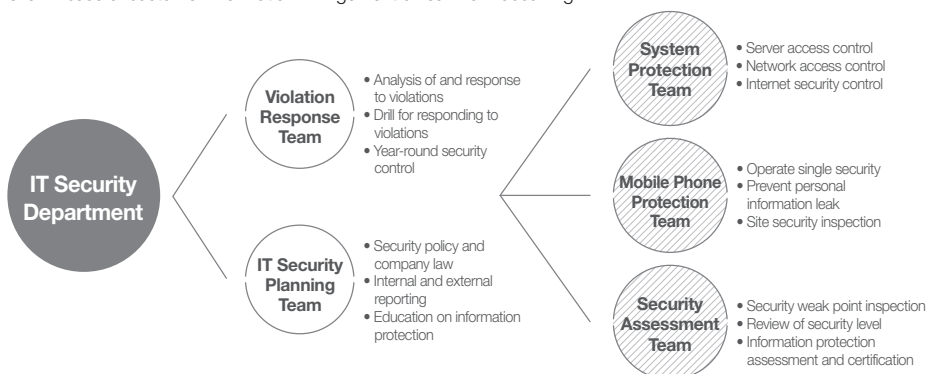 IT Security
Department
Violation
Response
Team
• Analysis of and response
to violations
• Drill for responding to
violations
• Year-round security
control
IT Security
Planning
Team
• Security policy and
company law
• Internal and external
reporting
• Education on information
protection
System
Protection
Team
• Server access control
• Network access control
• Internet security control
Mobile Phone
Protection
Team
• Operate single security
• Prevent personal
information leak
• Site security inspection
Security
Assessment
Team
• Security weak point inspection
• Review of security level
• Information protection
assessment and certification